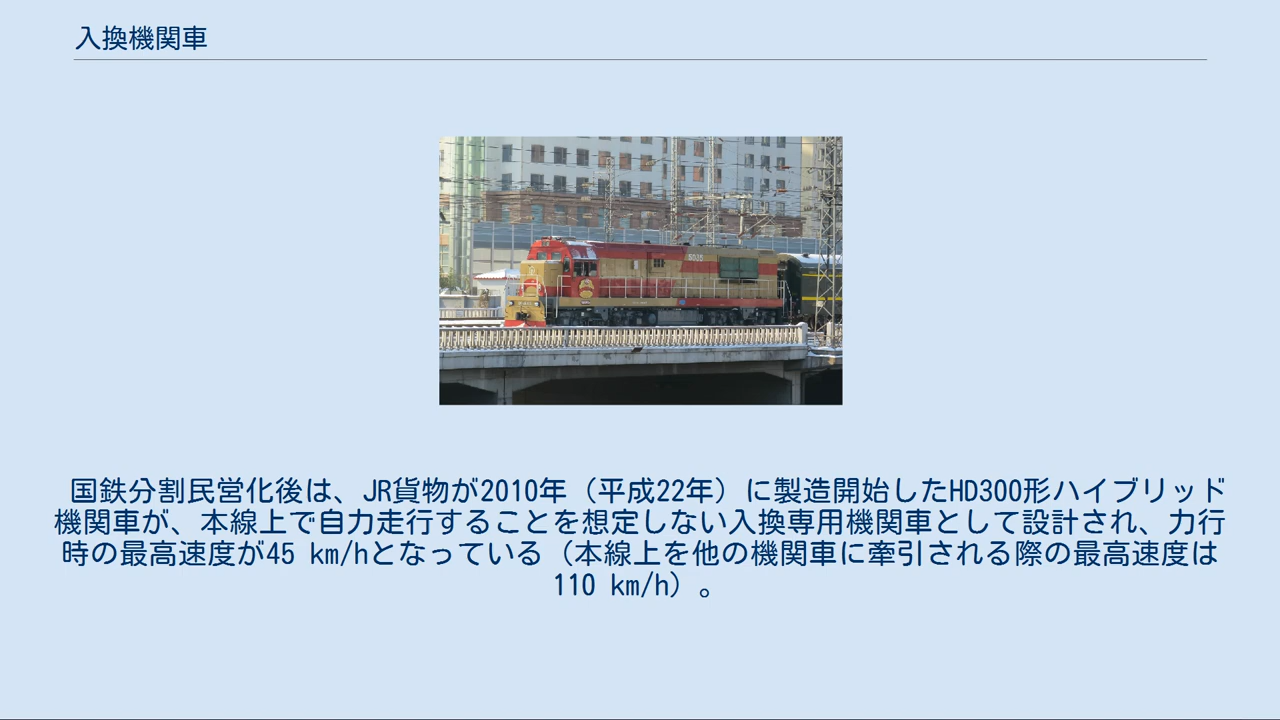 入換機関車
5035
国鉄分割民営化後は、JR貨物が2010年（平成22年）に製造開始したHD300形ハイブリッド
機関車が、本線上で自力走行することを想定しない入換専用機関車として設計され、力行
時の最高速度が45 km/hとなっている（本線上を他の機関車に牽引される際の最高速度は
110 km/h）。